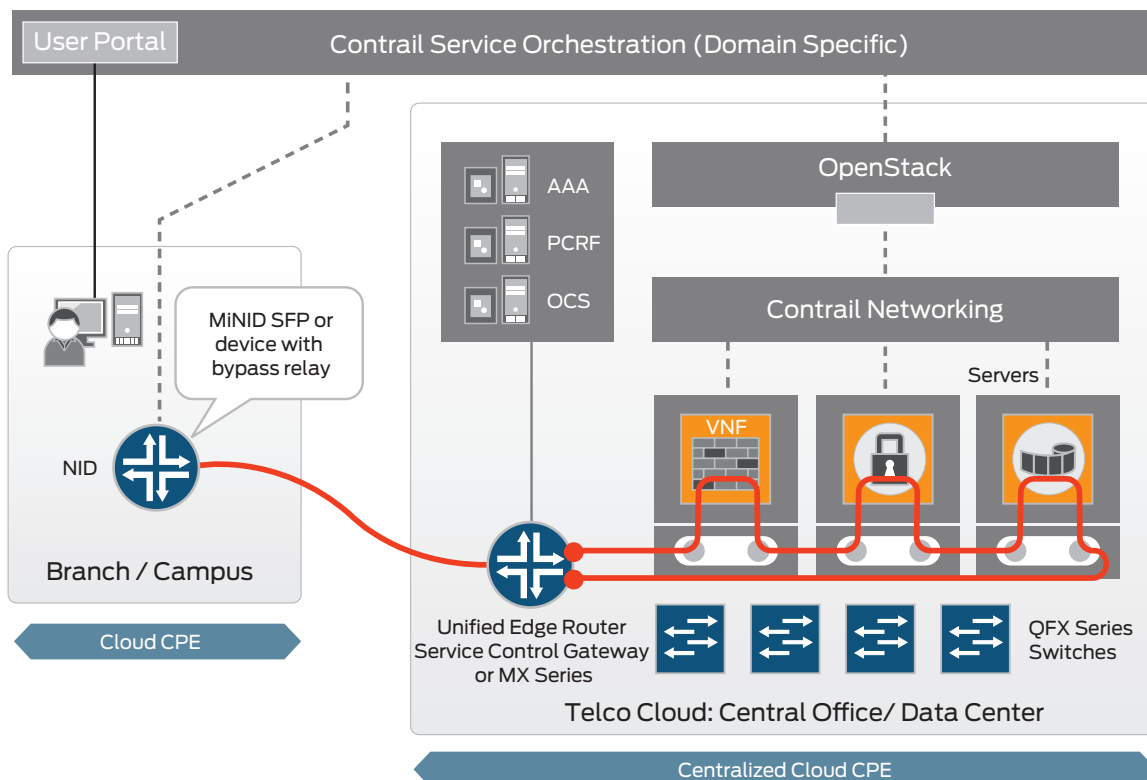 User Portal
Contrail Service Orchestration (Domain Specific)
AAA
PCRF
OCS
OpenStack
Contrail Networking
Servers
MiNID SFP or
device with
bypass relay
VNF
NID
Branch / Campus
Cloud CPE
Unified Edge Router
Service Control Gateway
or MX Series
QFX Series
Switches
Telco Cloud: Central Office/ Data Center
Centralized Cloud CPE